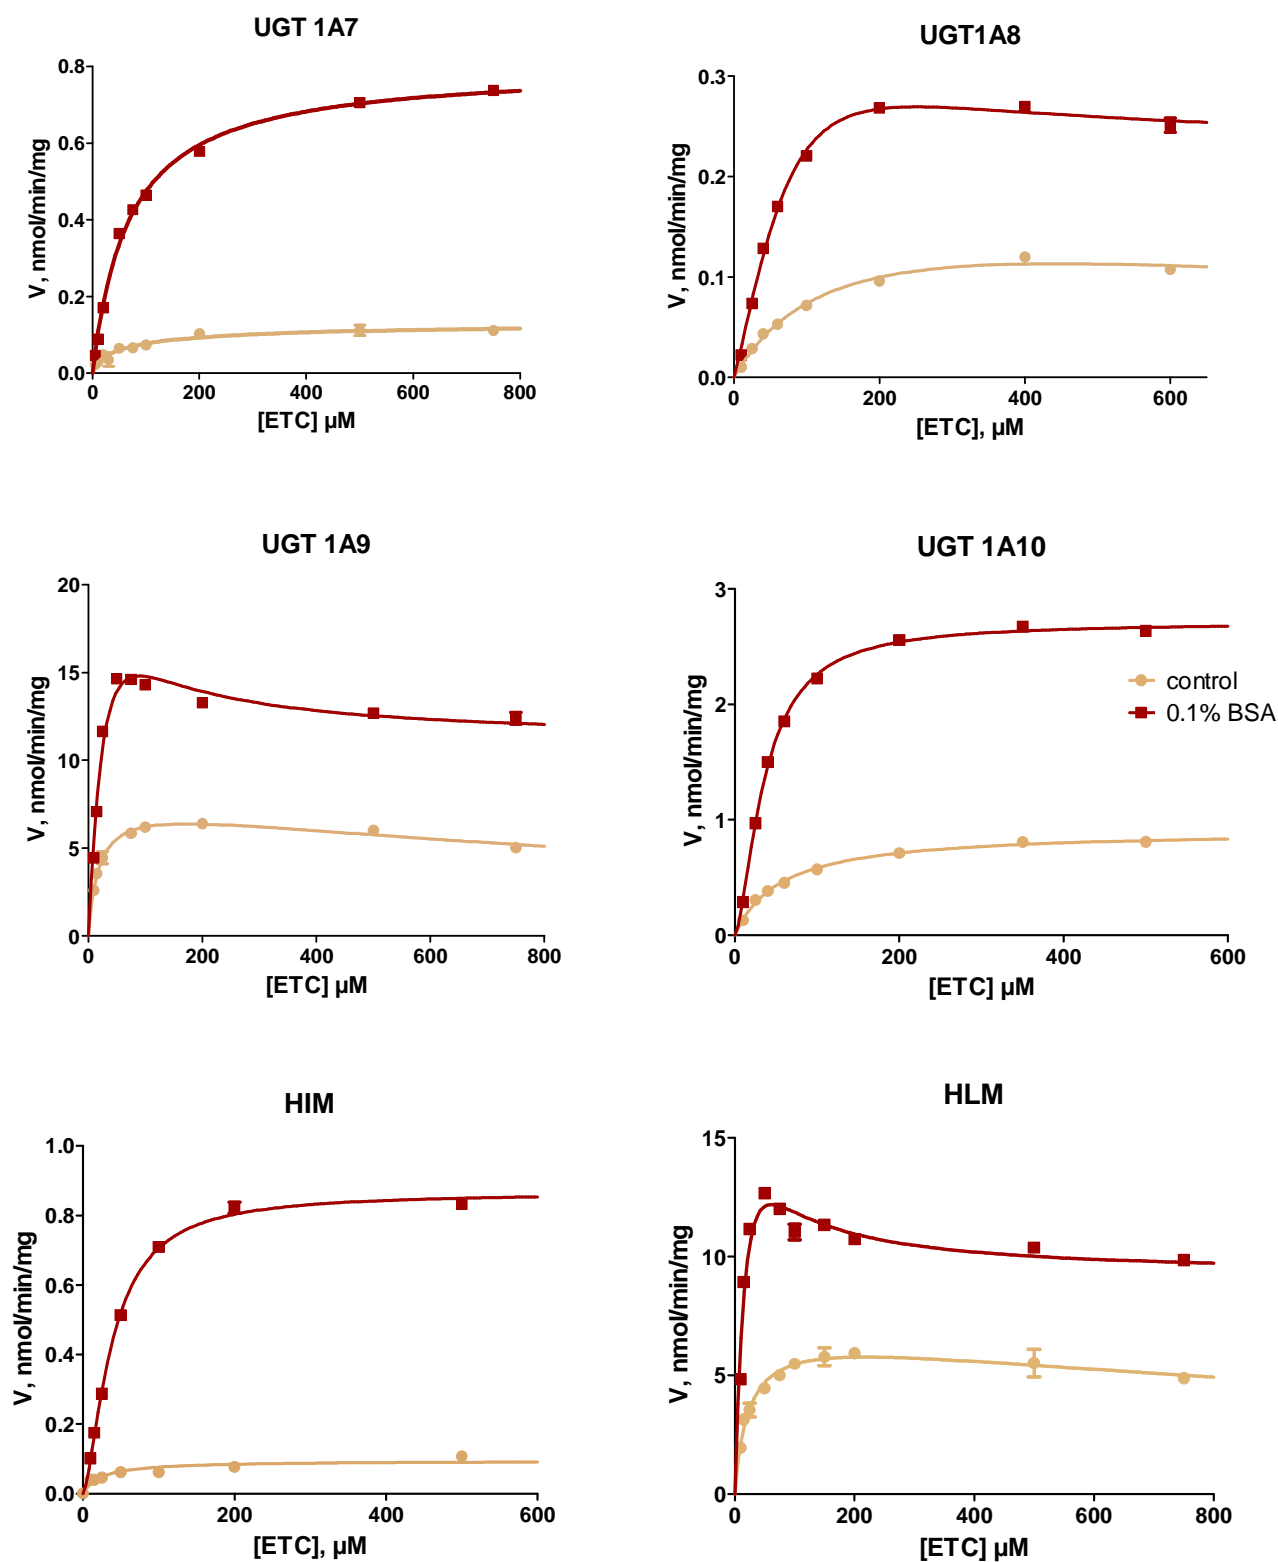 UGT 1A7
V, nmol/min/mg
0.8
0.6
0.4
0.2
0.0
0 200 400 600 800
[ETC] µM
UGT1A8
V, nmol/min/mg
0.3
0.2
0.1
0.0
0 200 400 600
[ETC], µM
UGT 1A9
V, nmol/min/mg
20
15
10
5
0
0 200 400 600 800
[ETC] µM
UGT 1A10
V, nmol/min/mg
3
2
1
0
0 200 400 600
[ETC] µM
control
0.1% BSA
HIM
V, nmol/min/mg
1.0
0.8
0.6
0.4
0.2
0.0
0 200 400 600
[ETC], µM
HLM
V, nmol/min/mg
15
10
5
0
0 200 400 600 800
[ETC] µM